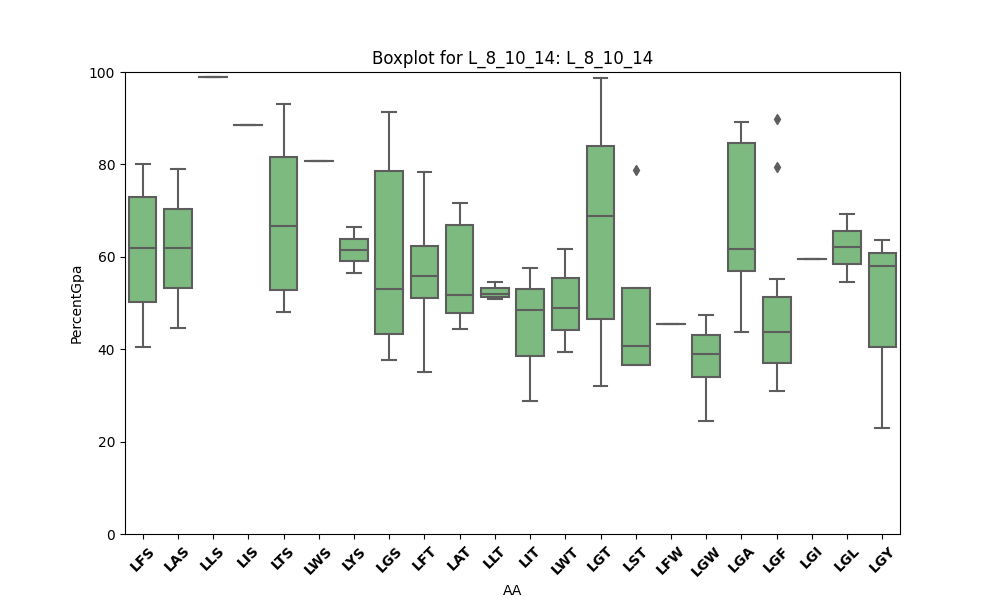 Boxplot for L_8_10_14: L_8_10_14
100
80
60
40
20
0
PercentGpa
LFS LAS LLS LIS LTS LWS LYS LGS LFT LAT LLT LIT LWT LGT LST LFW LGW LGA LGF LGI LGL LGY
AA